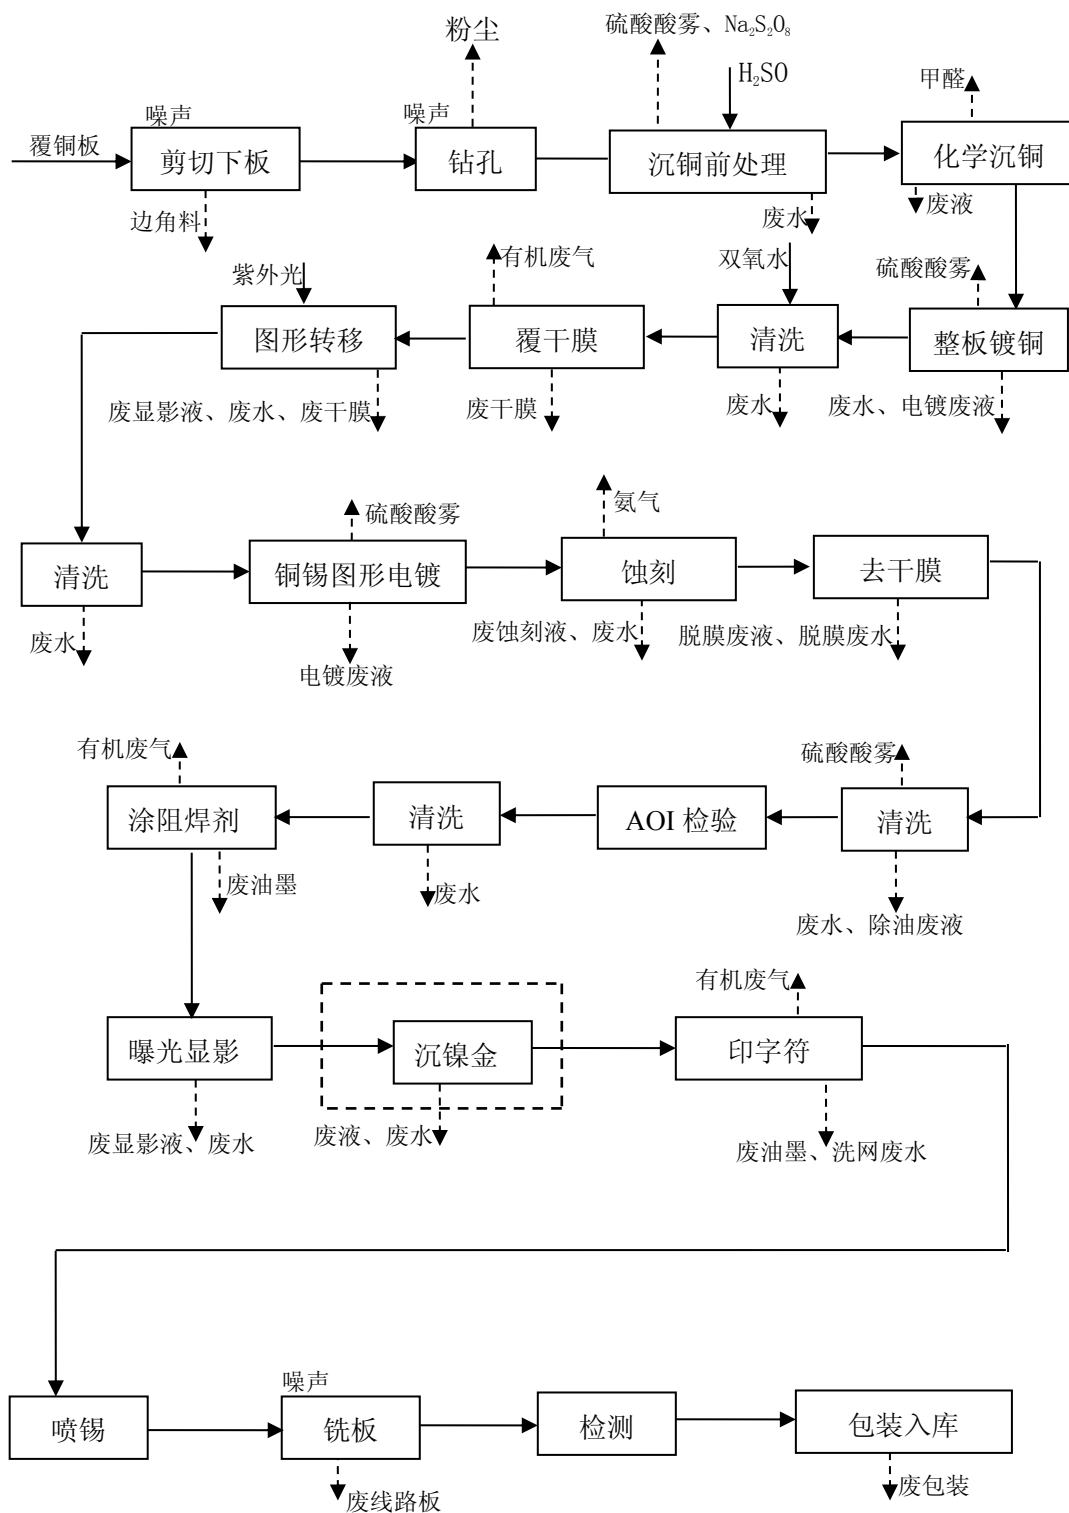 粉尘
硫酸酸雾、Na₂S₂O₈
H₂SO
甲醛
噪声
噪声
覆铜板
剪切下板
钻孔
沉铜前处理
化学沉铜
边角料
废水
废液
紫外光
有机废气
双氧水
硫酸酸雾
图形转移
覆干膜
清洗
整板镀铜
废显影液、废水、废干膜
废干膜
废水
废水、电镀废液
硫酸酸雾
氨气
清洗
铜锡图形电镀
蚀刻
去干膜
废水
电镀废液
废蚀刻液、废水
脱膜废液、脱膜废水
有机废气
硫酸酸雾
涂阻焊剂
清洗
AOI 检验
清洗
废油墨
废水
废水、除油废液
有机废气
曝光显影
沉镍金
印字符
废显影液、废水
废液、废水
废油墨、洗网废水
噪声
喷锡
铣板
检测
包装入库
废线路板
废包装